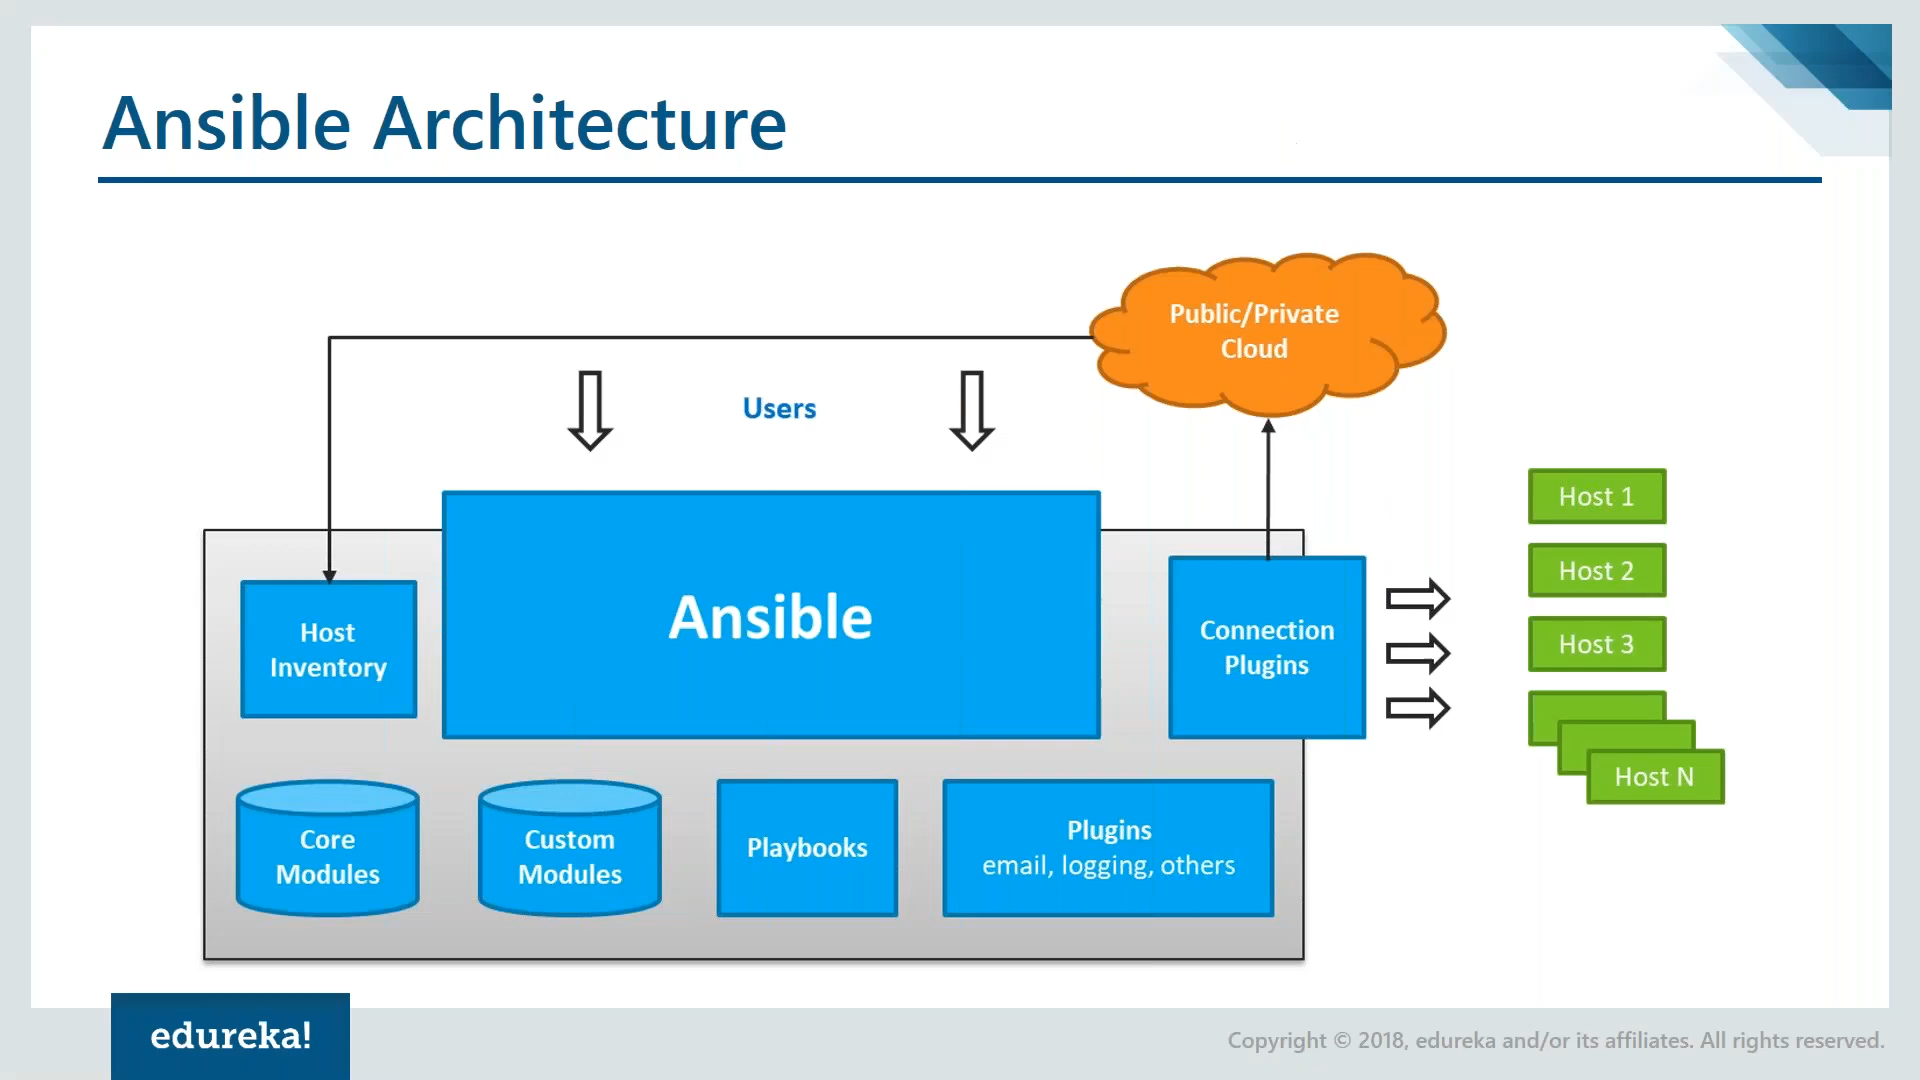 Ansible Architecture
Public/Private
Cloud
Users
Host 1
Host 2
Host 3
Host N
Ansible
Host
Inventory
Connection
Plugins
Core
Modules
Custom
Modules
Playbooks
Plugins
email, logging, others
edureka!
Copyright © 2018, edureka and/or its affiliates. All rights reserved.